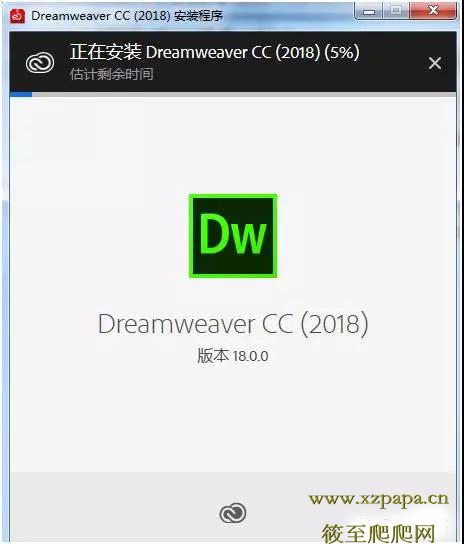 Dreamweaver CC (2018) 安装程序
正在安装 Dreamweaver CC (2018) (5%)
估计剩余时间
Dw
Dreamweaver CC (2018)
版本 18.0.0
www.xzpapa.cn
筱至爬爬网